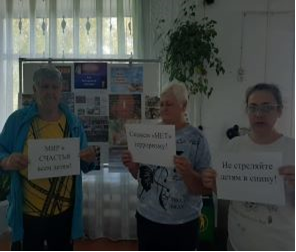 МИР и
СЧАСТЬЯ
всем детям!
Скажем «НЕТ»
терроризму!
Не стреляйте
детям в спину!